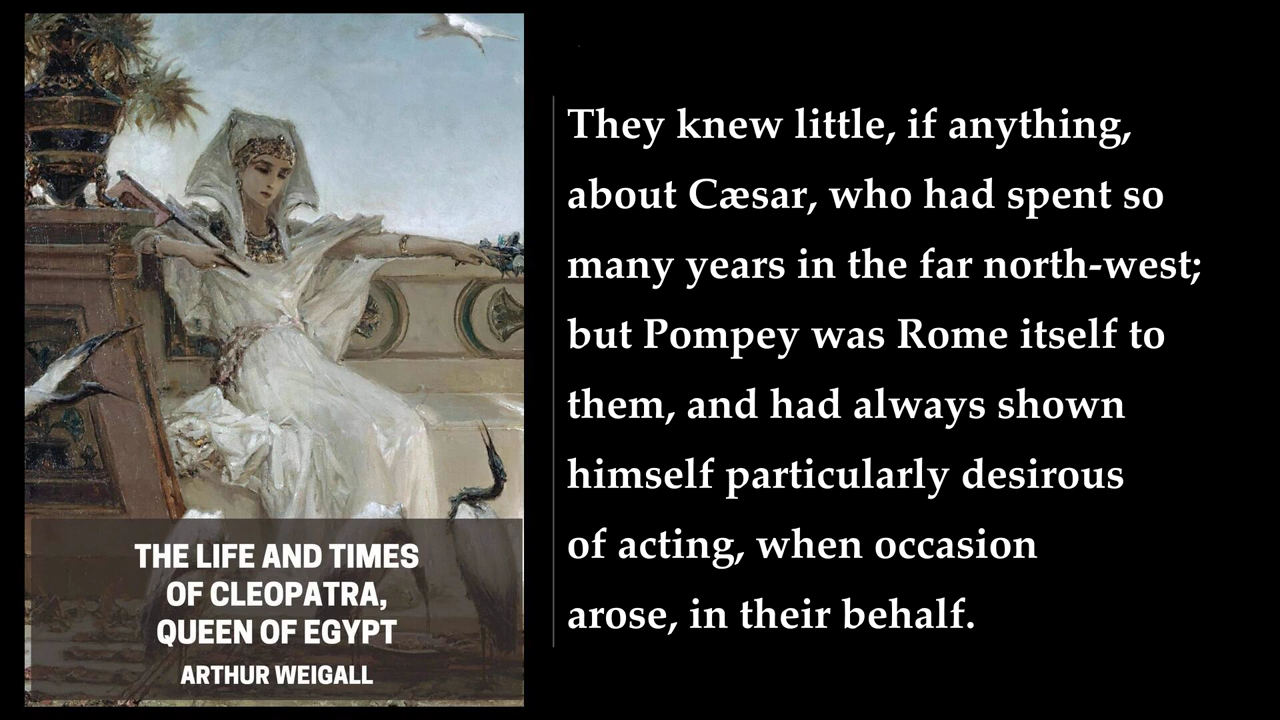 They knew little, if anything,
about Cæsar, who had spent so
many years in the far north-west;
but Pompey was Rome itself to
them, and had always shown
himself particularly desirous
of acting, when occasion
arose, in their behalf.
THE LIFE AND TIMES
OF CLEOPATRA,
QUEEN OF EGYPT
ARTHUR WEIGALL